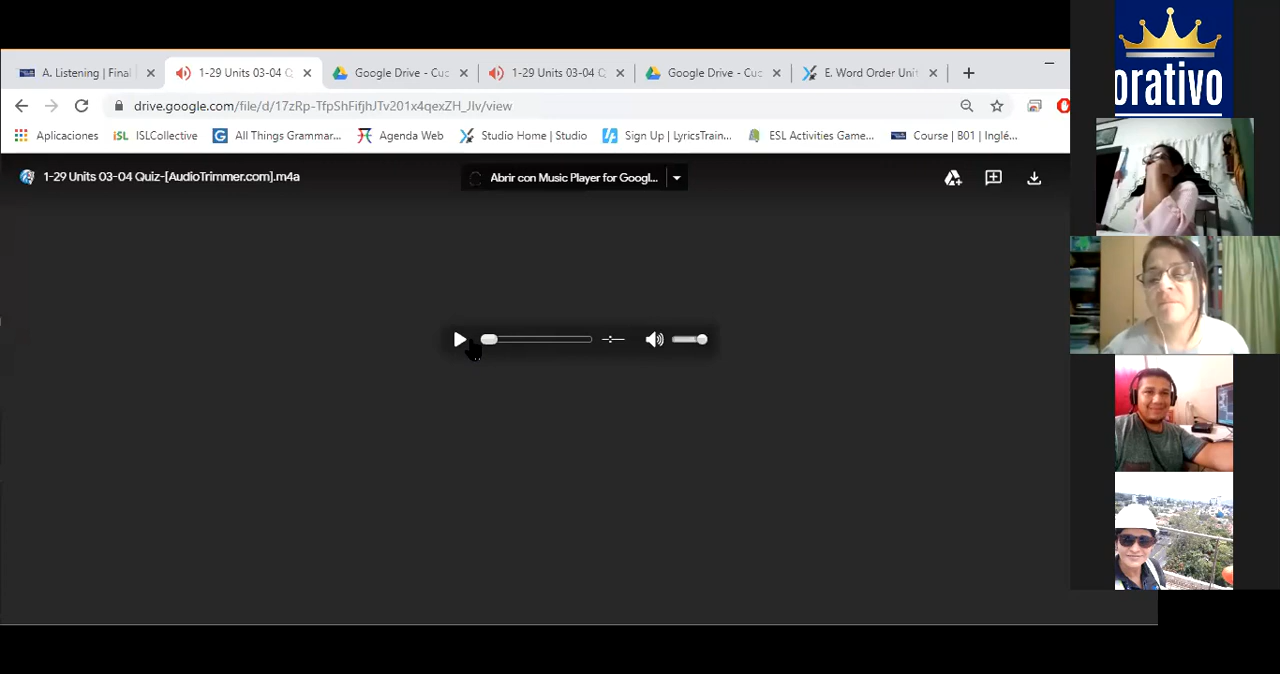 A. Listening | Final
1-29 Units 03-04 Q
Google Drive - Cuc
1-29 Units 03-04 Q
Google Drive - Cuc
E. Word Order Unit
drive.google.com/file/d/17zRp-TfpShFifjhJTv201x4qexZH_JIv/view
Aplicaciones
iSL ISLCollective
G All Things Grammar...
Agenda Web
Studio Home | Studio
Sign Up | LyricsTrain...
ESL Activities Game...
Course | B01 | Inglé...
1-29 Units 03-04 Quiz-[AudioTrimmer.com].m4a
Abrir con Music Player for Googl...
orativo